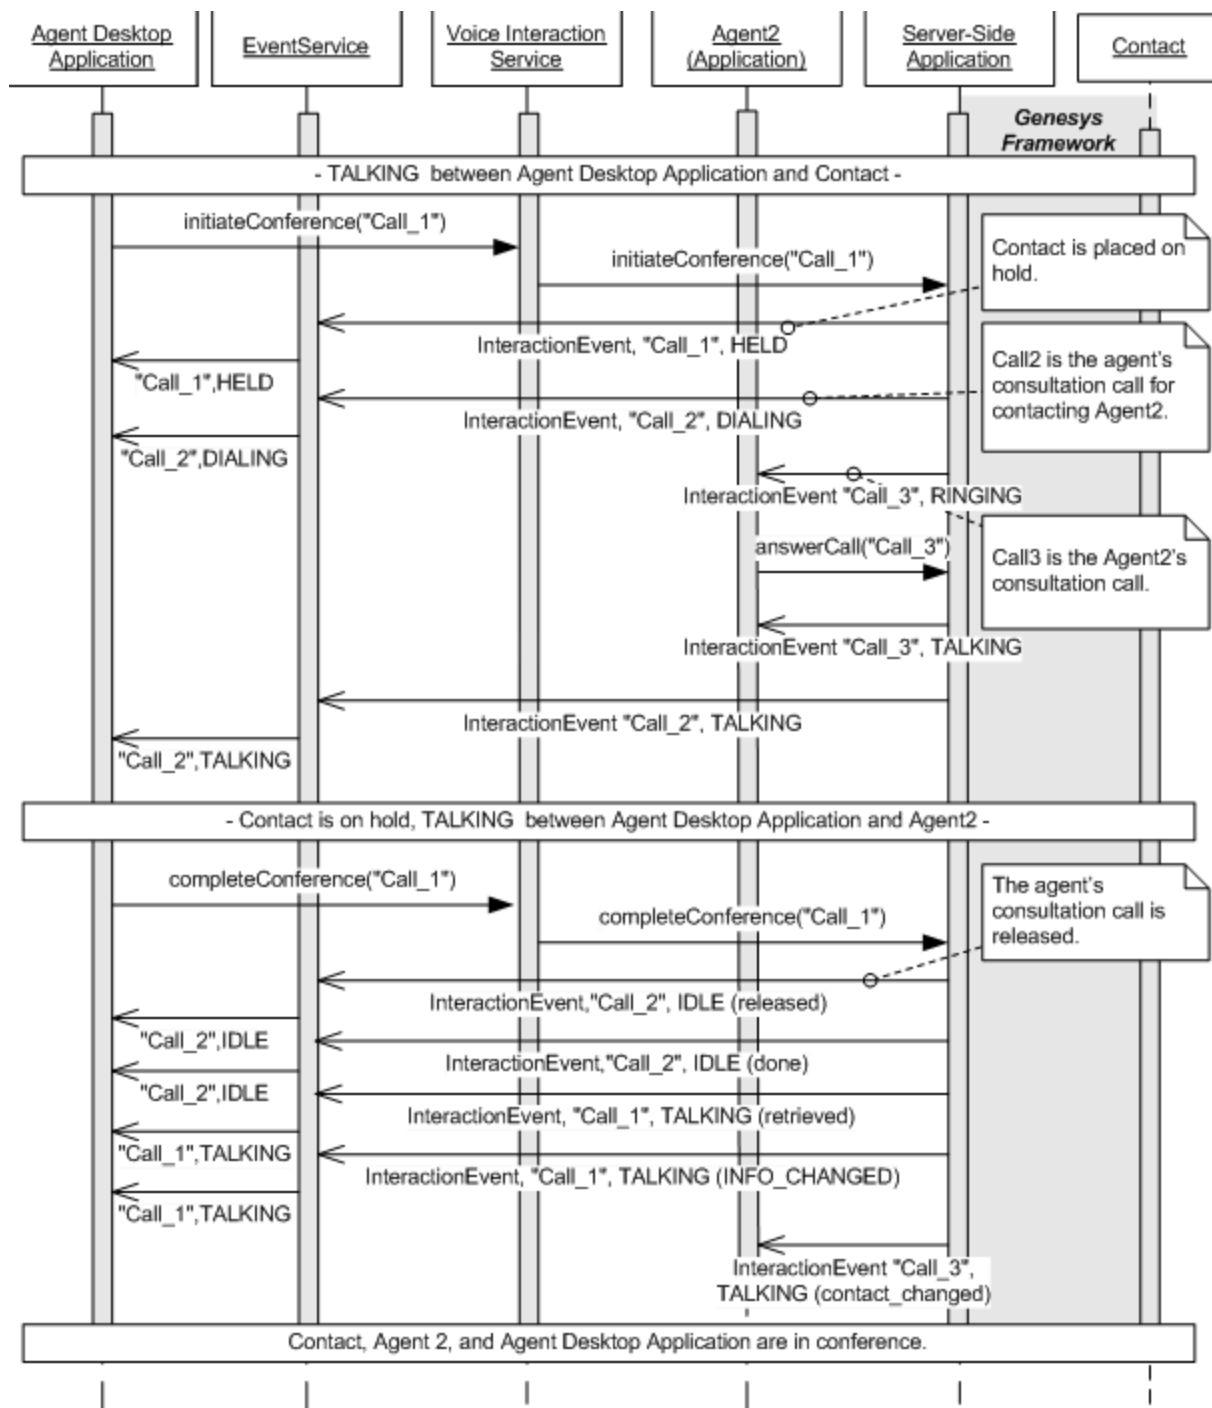 Agent Desktop
Application
EventService
Voice Interaction
Service
Agent2
(Application)
Server-Side
Application
Contact
Genesys
Framework
- TALKING  between Agent Desktop Application and Contact -
initiateConference("Call_1")
initiateConference("Call_1")
Contact is placed on
hold.
InteractionEvent, "Call_1", HELD
"Call_1",HELD
Call2 is the agent's
consultation call for
contacting Agent2.
InteractionEvent, "Call_2", DIALING
"Call_2",DIALING
InteractionEvent "Call_3", RINGING
answerCall("Call_3")
Call3 is the Agent2's
consultation call.
InteractionEvent "Call_3", TALKING
InteractionEvent "Call_2", TALKING
"Call_2",TALKING
- Contact is on hold, TALKING  between Agent Desktop Application and Agent2 -
completeConference("Call_1")
completeConference("Call_1")
The agent's
consultation call is
released.
InteractionEvent,"Call_2", IDLE (released)
"Call_2",IDLE
InteractionEvent,"Call_2", IDLE (done)
"Call_2",IDLE
InteractionEvent, "Call_1", TALKING (retrieved)
"Call_1",TALKING
InteractionEvent, "Call_1", TALKING (INFO_CHANGED)
"Call_1",TALKING
InteractionEvent "Call_3",
TALKING (contact_changed)
Contact, Agent 2, and Agent Desktop Application are in conference.